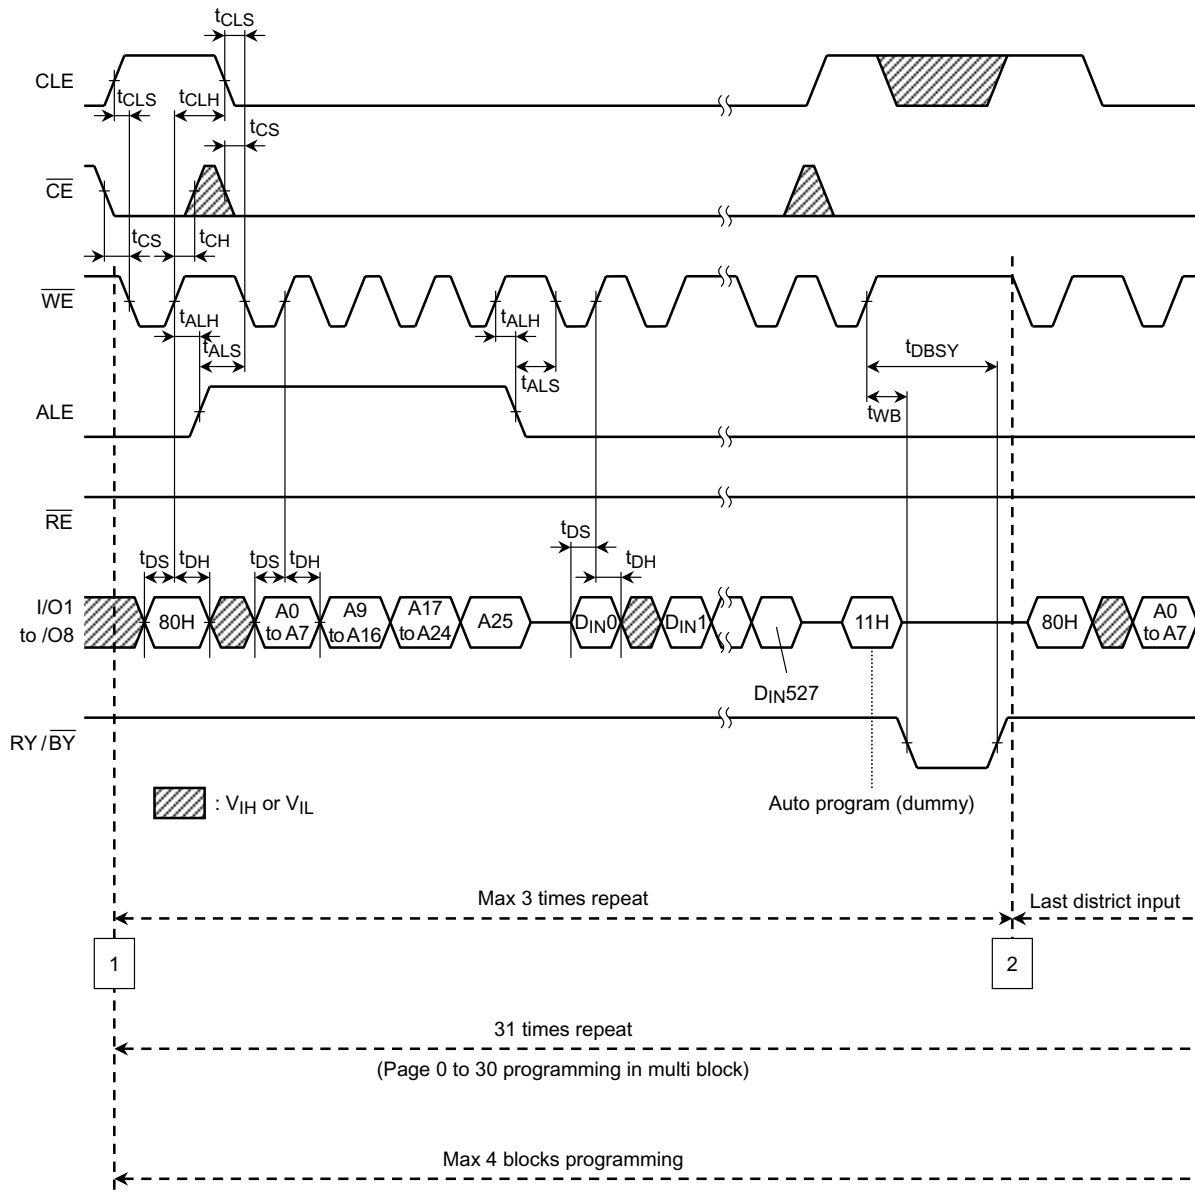 tCLS
CLE
tCLS
tCLH
tCS
CE
tCS
tCH
WE
tALH
tALH
tALS
tDBSY
tALS
ALE
tWB
RE
tDS
tDH
tDS tDH tDS tDH
I/O1
to /O8
80H
A0
to A7
A9
to A16
A17
to A24
A25
DIN0
DIN1
11H
80H
A0
to A7
DIN527
RY/BY
: VIH or VIL
Auto program (dummy)
Max 3 times repeat
Last district input
1
2
31 times repeat
(Page 0 to 30 programming in multi block)
Max 4 blocks programming